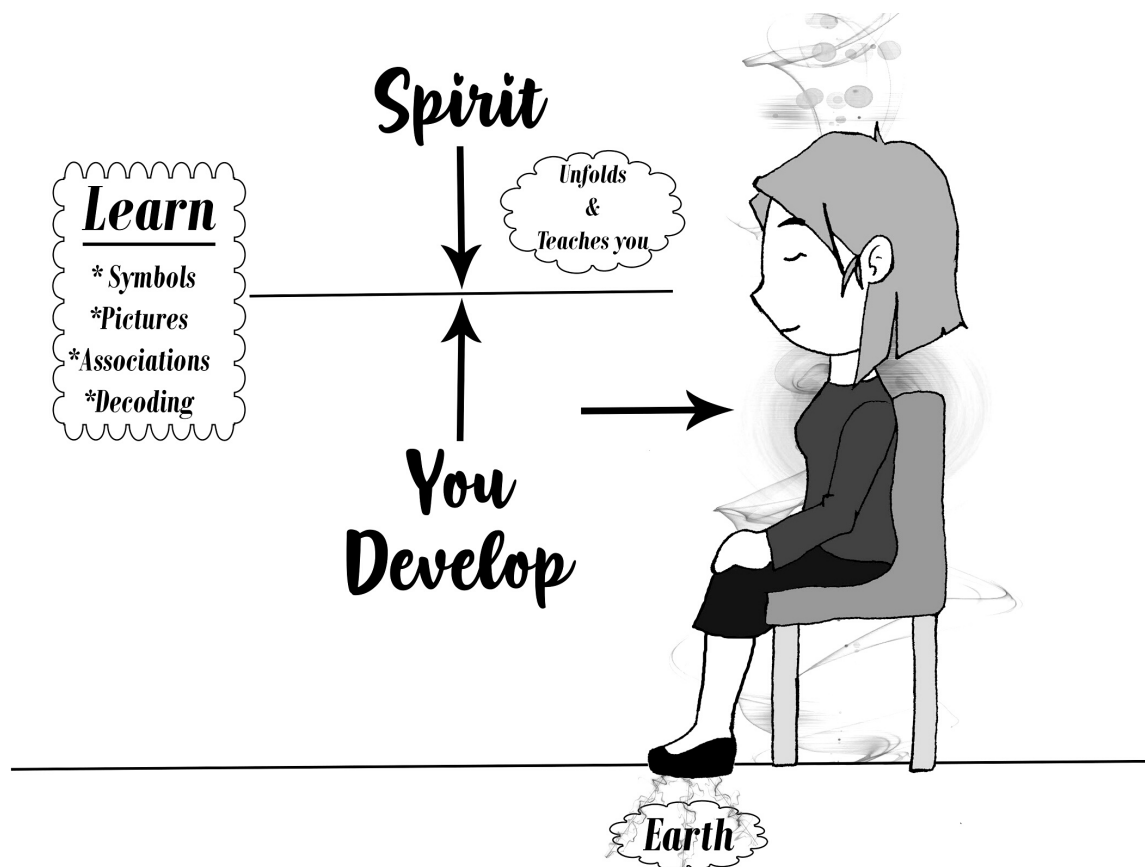 Spirit
Unfolds
&
Teaches you
Learn
* Symbols
*Pictures
*Associations
*Decoding
You
Develop
Earth